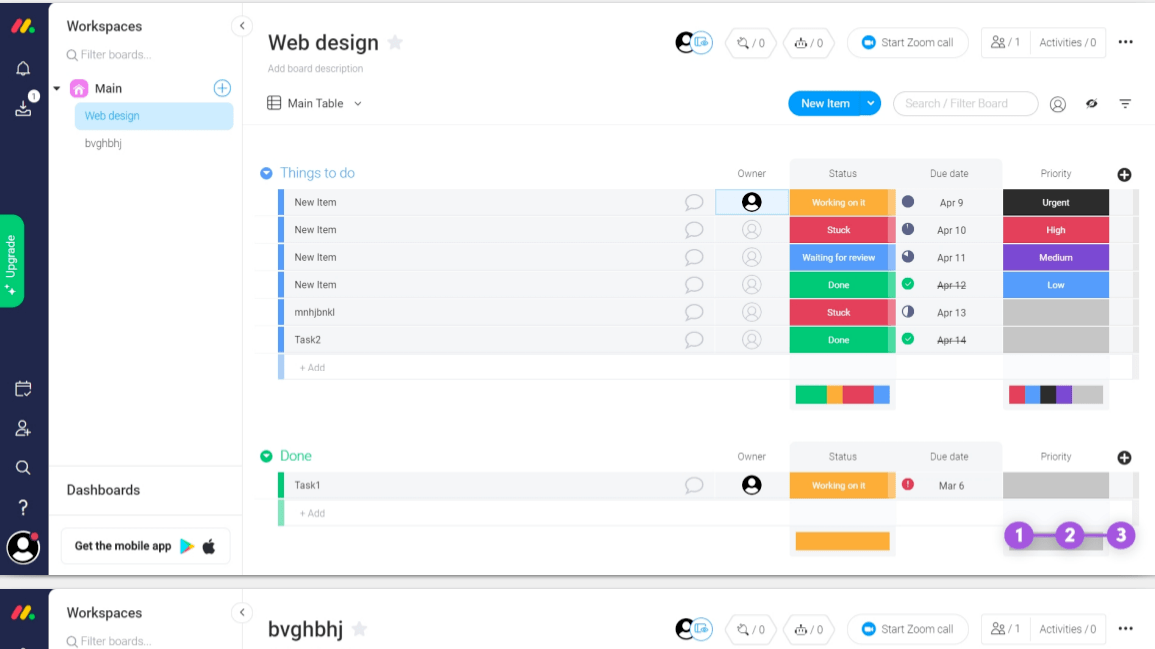 Workspaces
Filter boards...
Main
Web design
bvghbhj
1
Upgrade
Dashboards
Get the mobile app
Web design
Add board description
/ 0
/ 0
Start Zoom call
/ 1
Activities / 0
Main Table
New Item
Search / Filter Board
Things to do
Owner Status Due date Priority
New Item Working on it Apr 9 Urgent
New Item Stuck Apr 10 High
New Item Waiting for review Apr 11 Medium
New Item Done Apr 12 Low
mnhjbnkl Stuck Apr 13
Task2 Done Apr 14
+ Add
Done
Owner Status Due date Priority
Task1 Working on it Mar 6
+ Add
1 2 3
Workspaces
Filter boards...
bvghbhj
/ 0
/ 0
Start Zoom call
/ 1
Activities / 0